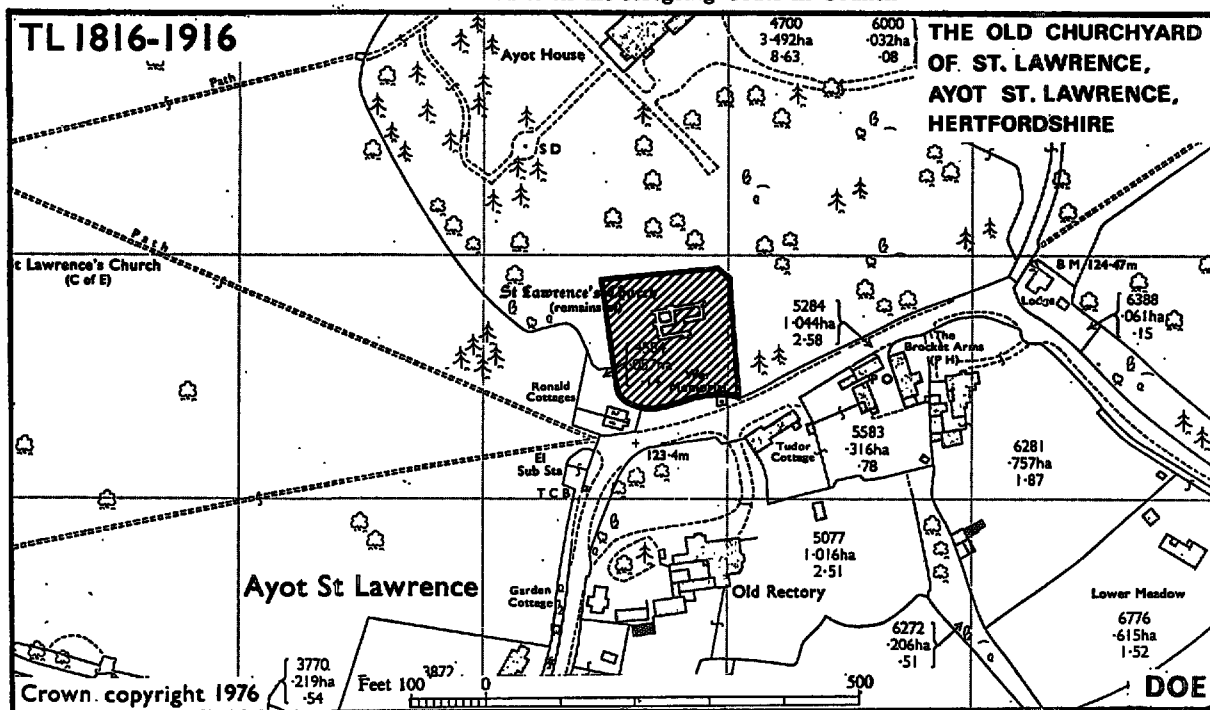 TL 1816-1916
THE OLD CHURCHYARD
OF ST. LAWRENCE,
AYOT ST. LAWRENCE,
HERTFORDSHIRE
4700
3·492ha
8·63
6000
·032ha
·08
Ayot House
Path
SD
Path
t Lawrence's Church
(C of E)
St Lawrence's Church
(remains of)
B M 124·47m
Lodge
5284
1·044ha
2·58
6388
·061ha
·15
The
Brocket Arms
(P H)
War
Memorial
Ronald
Cottages
Tudor
Cottage
5583
·316ha
·78
6281
·757ha
1·87
El
Sub Sta
123·4m
T C B
5077
1·016ha
2·51
Ayot St Lawrence
Garden
Cottage
Old Rectory
Lower Meadow
6776
·615ha
1·52
6272
·206ha
·51
3770
·219ha
·54
3872
Crown copyright 1976
Feet 100
0
500
DOE